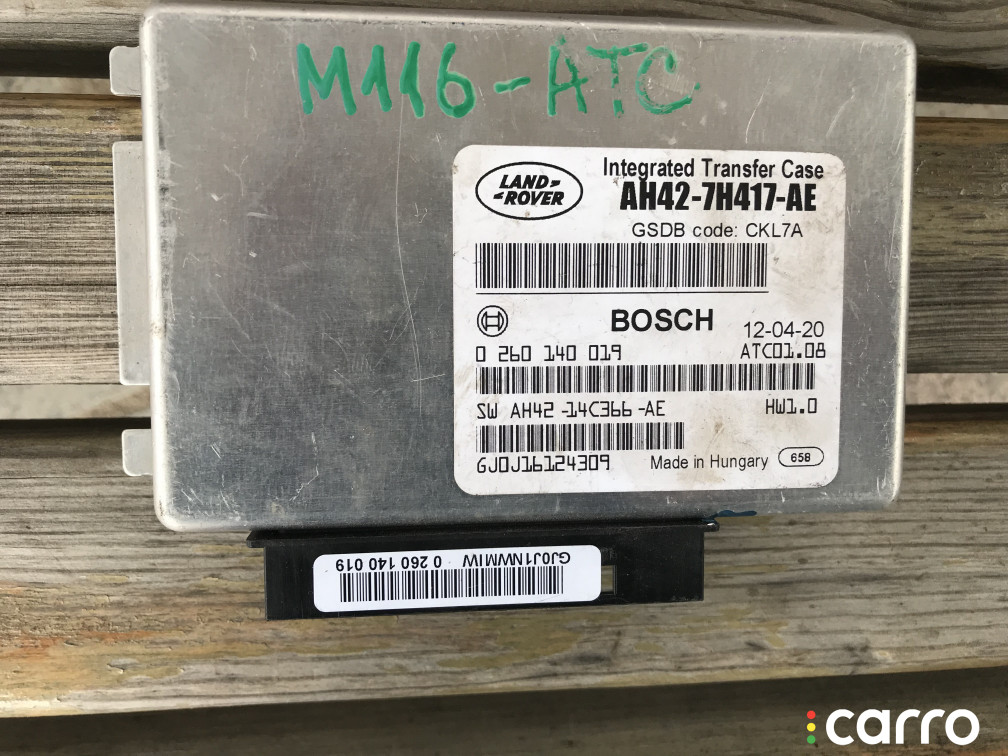 M116-ATC
LAND-
-ROVER
Integrated Transfer Case
AH42-7H417-AE
GSDB code: CKL7A
BOSCH
12-04-20
0 260 140 019
ATC01.08
SW AH42 -14C366 -AE
HW1.0
GJ0J16124309
Made in Hungary
658
GJ0J1NWMIW 0 260 140 019
carro